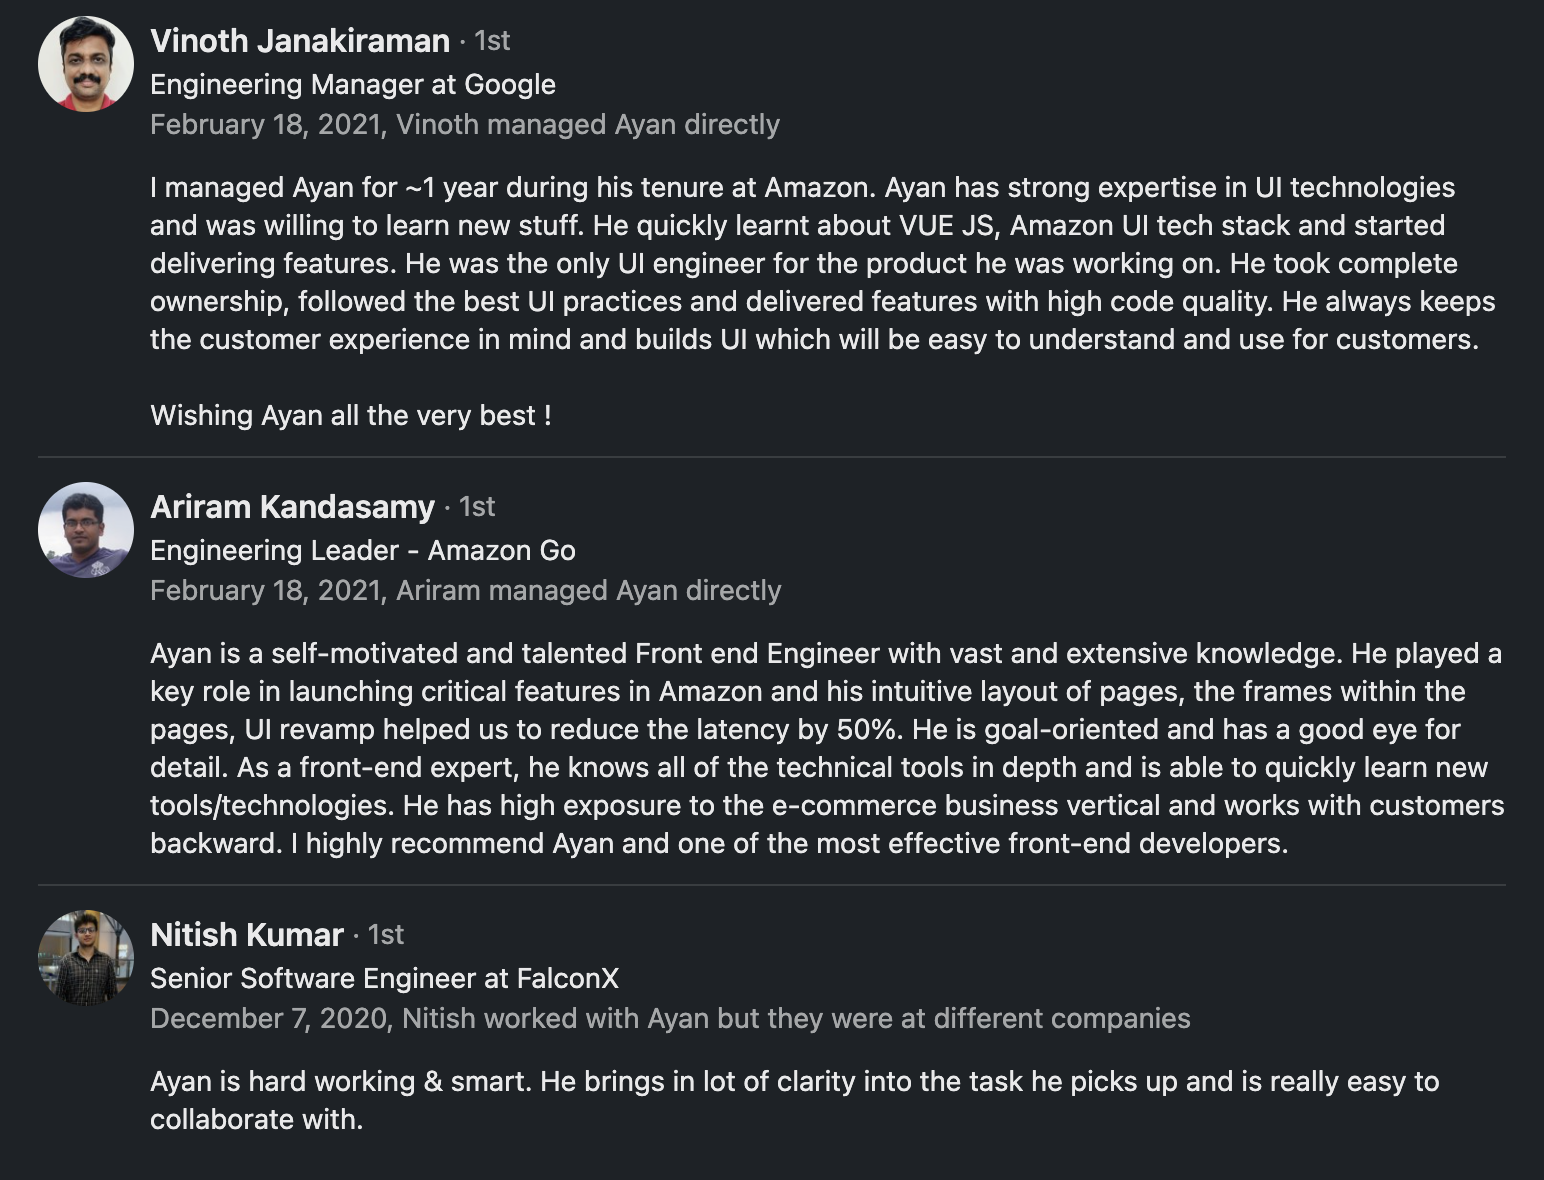 Vinoth Janakiraman · 1st
Engineering Manager at Google
February 18, 2021, Vinoth managed Ayan directly
I managed Ayan for ~1 year during his tenure at Amazon. Ayan has strong expertise in UI technologies
and was willing to learn new stuff. He quickly learnt about VUE JS, Amazon UI tech stack and started
delivering features. He was the only UI engineer for the product he was working on. He took complete
ownership, followed the best UI practices and delivered features with high code quality. He always keeps
the customer experience in mind and builds UI which will be easy to understand and use for customers.
Wishing Ayan all the very best !
Ariram Kandasamy · 1st
Engineering Leader - Amazon Go
February 18, 2021, Ariram managed Ayan directly
Ayan is a self-motivated and talented Front end Engineer with vast and extensive knowledge. He played a
key role in launching critical features in Amazon and his intuitive layout of pages, the frames within the
pages, UI revamp helped us to reduce the latency by 50%. He is goal-oriented and has a good eye for
detail. As a front-end expert, he knows all of the technical tools in depth and is able to quickly learn new
tools/technologies. He has high exposure to the e-commerce business vertical and works with customers
backward. I highly recommend Ayan and one of the most effective front-end developers.
Nitish Kumar · 1st
Senior Software Engineer at FalconX
December 7, 2020, Nitish worked with Ayan but they were at different companies
Ayan is hard working & smart. He brings in lot of clarity into the task he picks up and is really easy to
collaborate with.